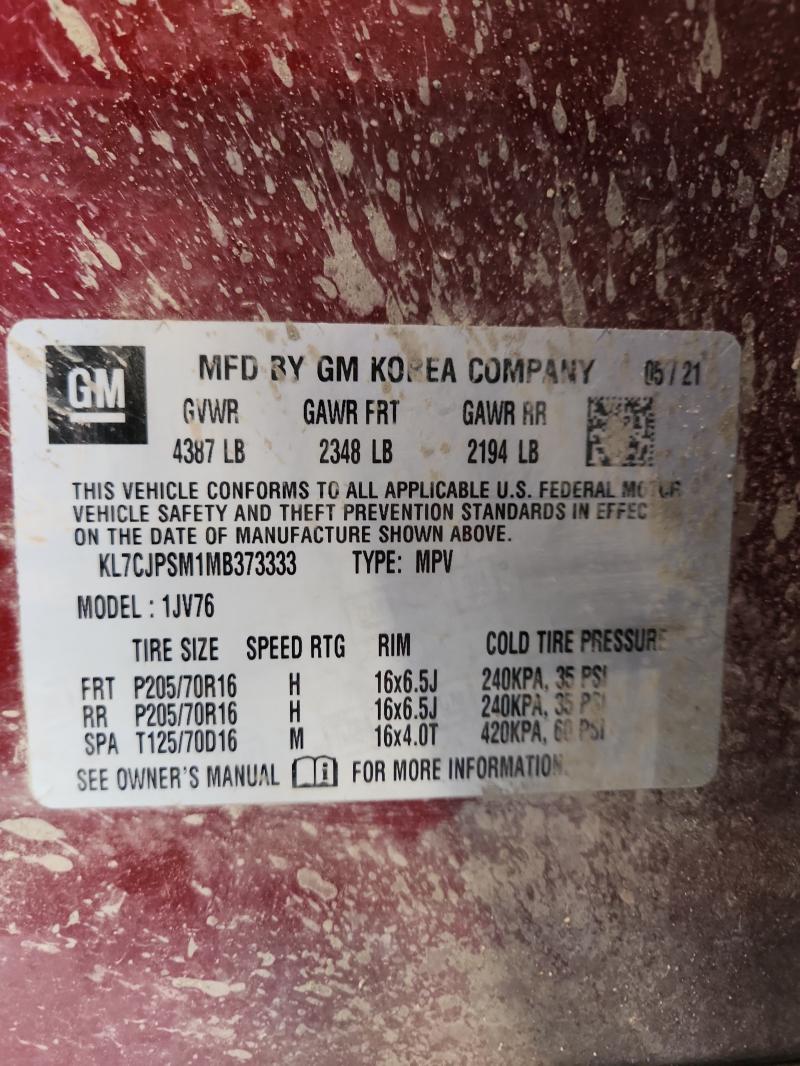 GM MFD BY GM KOREA COMPANY 05/21
GVWR GAWR FRT GAWR RR
4387 LB 2348 LB 2194 LB
THIS VEHICLE CONFORMS TO ALL APPLICABLE U.S. FEDERAL MOTOR
VEHICLE SAFETY AND THEFT PREVENTION STANDARDS IN EFFEC
ON THE DATE OF MANUFACTURE SHOWN ABOVE.
KL7CJPSM1MB373333 TYPE: MPV
MODEL : 1JV76
TIRE SIZE SPEED RTG RIM COLD TIRE PRESSURE
FRT P205/70R16 H 16x6.5J 240KPA, 35 PSI
RR P205/70R16 H 16x6.5J 240KPA, 35 PSI
SPA T125/70D16 M 16x4.0T 420KPA, 60 PSI
SEE OWNER'S MANUAL i FOR MORE INFORMATION.